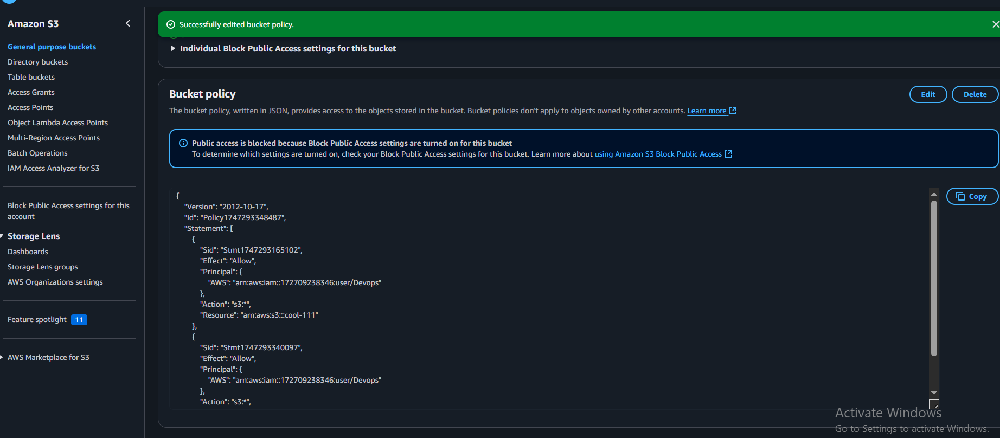 Amazon S3
General purpose buckets
Directory buckets
Table buckets
Access Grants
Access Points
Object Lambda Access Points
Multi-Region Access Points
Batch Operations
IAM Access Analyzer for S3
Block Public Access settings for this
account
Storage Lens
Dashboards
Storage Lens groups
AWS Organizations settings
Feature spotlight 11
AWS Marketplace for S3
Successfully edited bucket policy.
Individual Block Public Access settings for this bucket
Bucket policy
Edit
Delete
The bucket policy, written in JSON, provides access to the objects stored in the bucket. Bucket policies don't apply to objects owned by other accounts. Learn more
Public access is blocked because Block Public Access settings are turned on for this bucket
To determine which settings are turned on, check your Block Public Access settings for this bucket. Learn more about using Amazon S3 Block Public Access
Copy
{
"Version": "2012-10-17",
"Id": "Policy1747293348487",
"Statement": [
{
"Sid": "Stmt1747293165102",
"Effect": "Allow",
"Principal": {
"AWS": "arn:aws:iam::172709238346:user/Devops"
},
"Action": "s3:*",
"Resource": "arn:aws:s3:::cool-111"
},
{
"Sid": "Stmt1747293340097",
"Effect": "Allow",
"Principal": {
"AWS": "arn:aws:iam::172709238346:user/Devops"
},
"Action": "s3:*",
Activate Windows
Go to Settings to activate Windows.